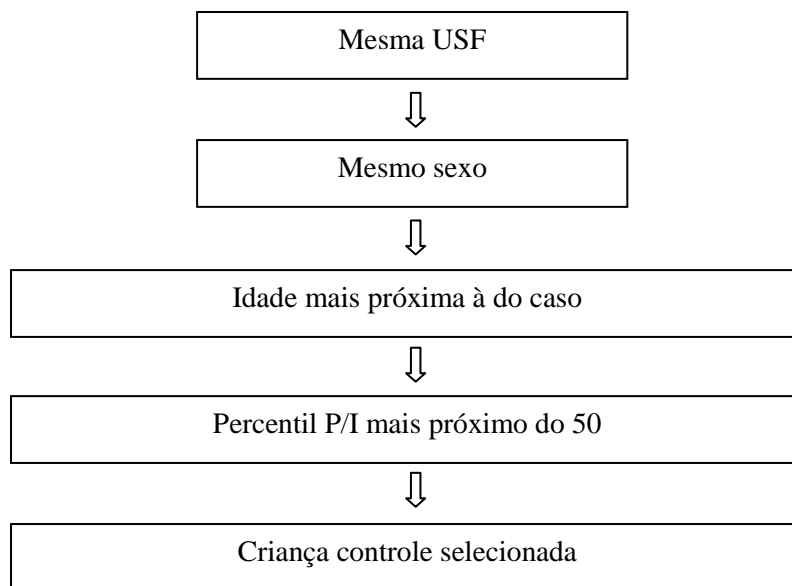 Mesma USF
Mesmo sexo
Idade mais próxima à do caso
Percentil P/I mais próximo do 50
Criança controle selecionada